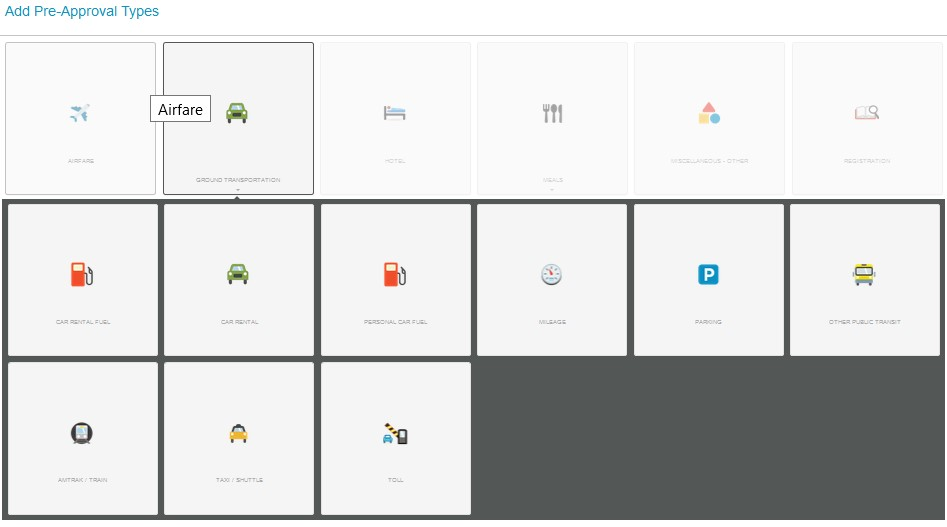 Add Pre-Approval Types
Airfare
AIRFARE
GROUND TRANSPORTATION
HOTEL
MEALS
MISCELLANEOUS - OTHER
REGISTRATION
CAR RENTAL FUEL
CAR RENTAL
PERSONAL CAR FUEL
MILEAGE
P
PARKING
OTHER PUBLIC TRANSIT
AMTRAK / TRAIN
TAXI / SHUTTLE
TOLL